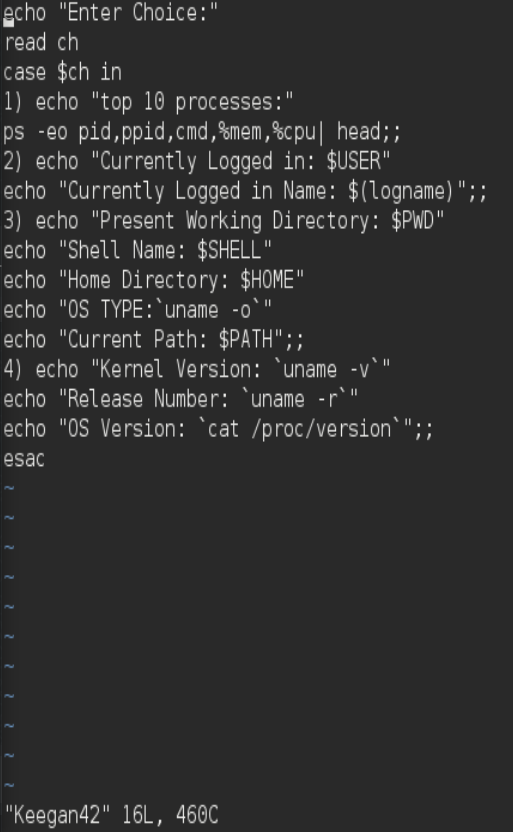 echo "Enter Choice:"
read ch
case $ch in
1) echo "top 10 processes:"
ps -eo pid,ppid,cmd,%mem,%cpu| head;;
2) echo "Currently Logged in: $USER"
echo "Currently Logged in Name: $(logname)";;
3) echo "Present Working Directory: $PWD"
echo "Shell Name: $SHELL"
echo "Home Directory: $HOME"
echo "OS TYPE:`uname -o`"
echo "Current Path: $PATH";;
4) echo "Kernel Version: `uname -v`"
echo "Release Number: `uname -r`"
echo "OS Version: `cat /proc/version`";;
esac
~
~
~
~
~
~
~
~
~
~
~
"Keegan42" 16L, 460C